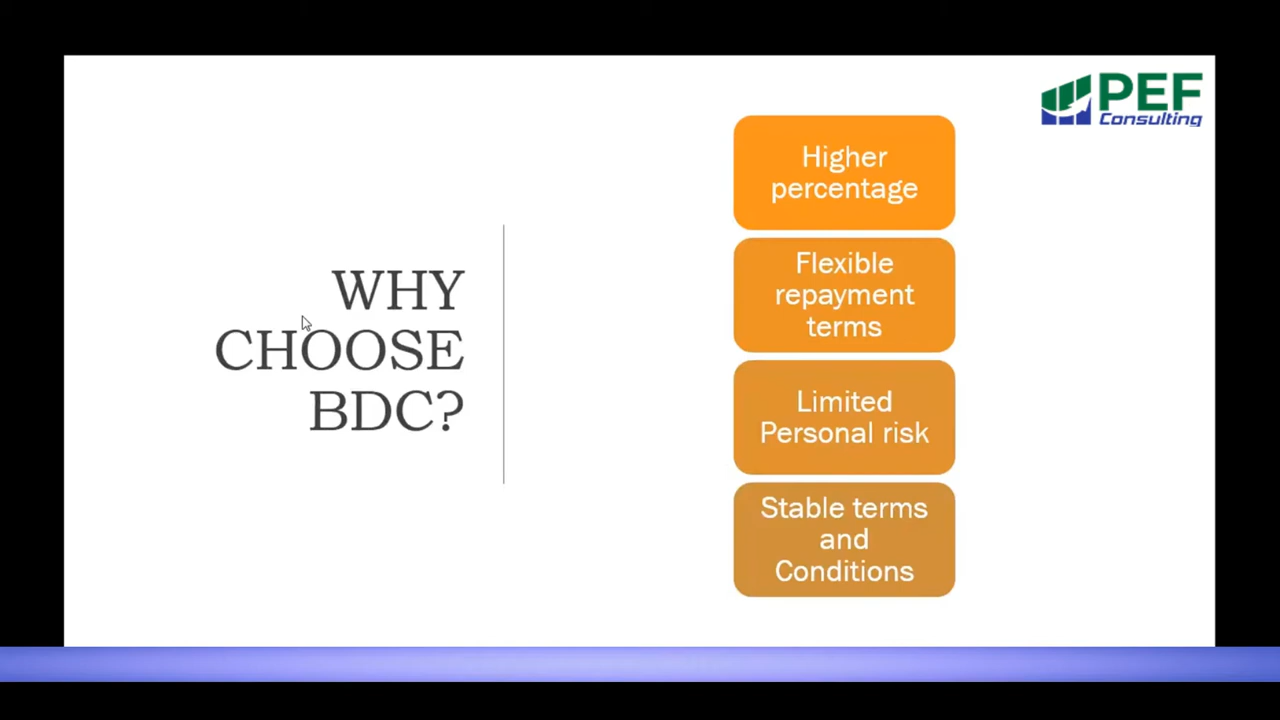 PEF
Consulting
WHY
CHOOSE
BDC?
Higher
percentage
Flexible
repayment
terms
Limited
Personal risk
Stable terms
and
Conditions